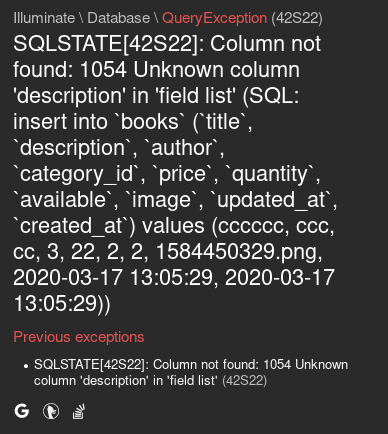 Illuminate \ Database \ QueryException (42S22)
SQLSTATE[42S22]: Column not
found: 1054 Unknown column
'description' in 'field list' (SQL:
insert into `books` (`title`,
`description`, `author`,
`category_id`, `price`, `quantity`,
`available`, `image`, `updated_at`,
`created_at`) values (cccccc, ccc,
cc, 3, 22, 2, 2, 1584450329.png,
2020-03-17 13:05:29, 2020-03-17
13:05:29))
Previous exceptions
• SQLSTATE[42S22]: Column not found: 1054 Unknown
column 'description' in 'field list' (42S22)
G